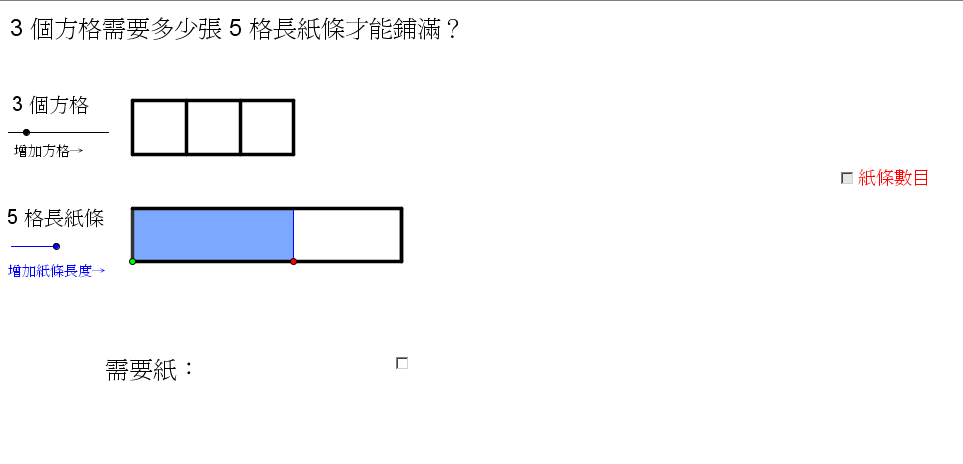 3 個方格需要多少張 5 格長紙條才能鋪滿？
3 個方格
增加方格→
紙條數目
5 格長紙條
增加紙條長度→
需要紙：